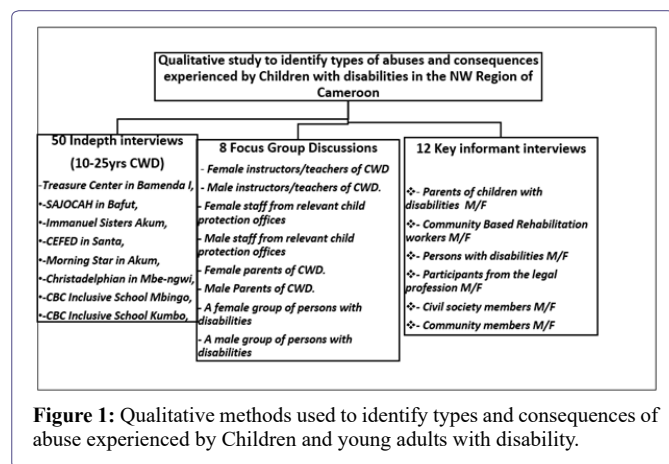 Qualitative study to identify types of abuses and consequences
experienced by Children with disabilities in the NW Region of
Cameroon
50 Indepth interviews
(10-25yrs CWD)
-Treasure Center in Bamenda I,
•-SAJOCAH in Bafut,
•-Immanuel Sisters Akum,
•-CEFED in Santa,
•-Morning Star in Akum,
•-Christadelphian in Mbe-ngwi,
•-CBC Inclusive School Mbingo,
•-CBC Inclusive School Kumbo,
8 Focus Group Discussions
- Female instructors/teachers of CWD
- Male instructors/teachers of CWD.
- Female staff from relevant child
protection offices
- Male staff from relevant child
protection offices
- Female parents of CWD.
- Male Parents of CWD.
- A female group of persons with
disabilities
- A male group of persons with
disabilities
12 Key informant interviews
❖- Parents of children with
disabilities M/F
❖- Community Based Rehabilitation
workers M/F
❖- Persons with disabilities M/F
❖- Participants from the legal
profession M/F
❖- Civil society members M/F
❖- Community members M/F
Figure 1: Qualitative methods used to identify types and consequences of
abuse experienced by Children and young adults with disability.